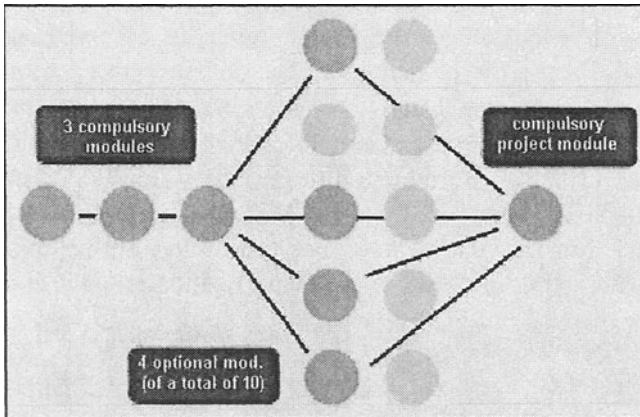 3 compulsory
modules
compulsory
project module
4 optional mod.
(of a total of 10)